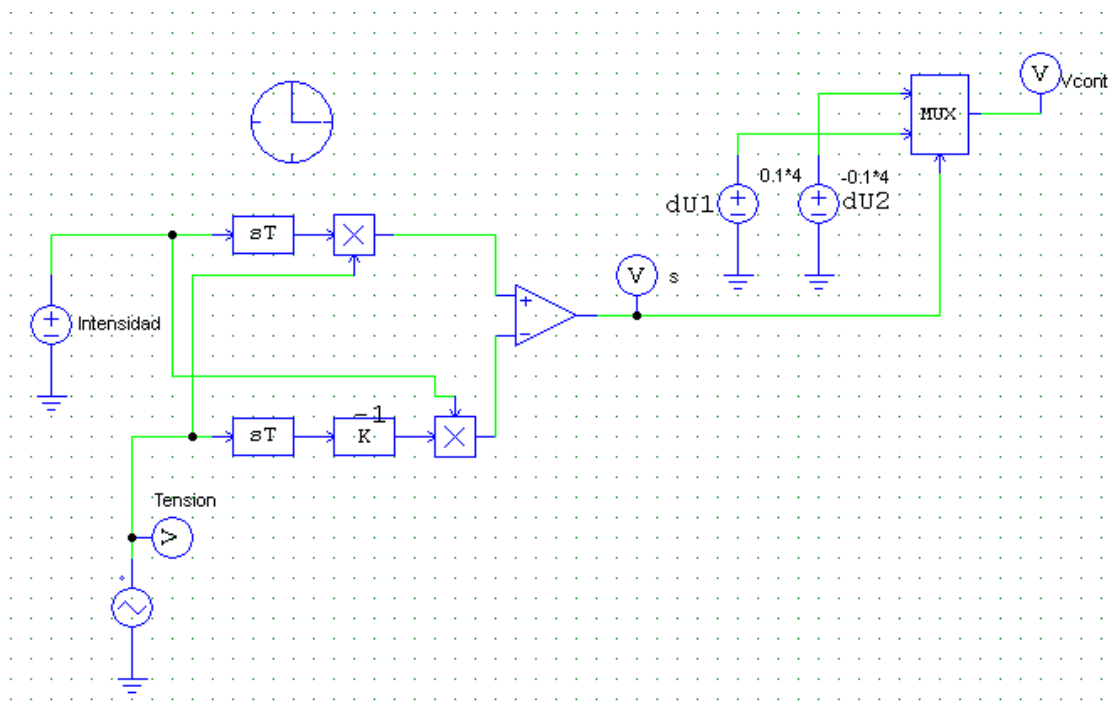 V
Vcont
MUX
0.1*4
-0.1*4
dU1
dU2
sT
V
s
Intensidad
-1
sT
K
Tension
V